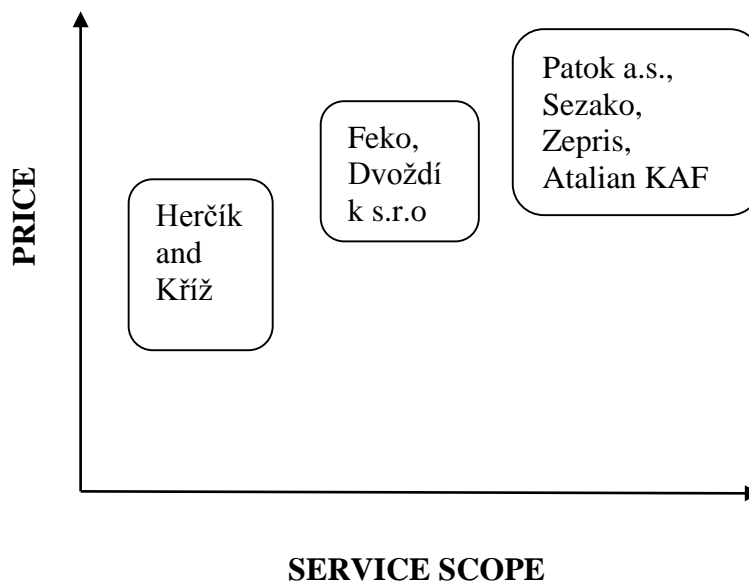 PRICE
Patok a.s.,
Sezako,
Zepris,
Atalian KAF
Feko,
Dvoždí
k s.r.o
Herčík
and
Kříž
SERVICE SCOPE